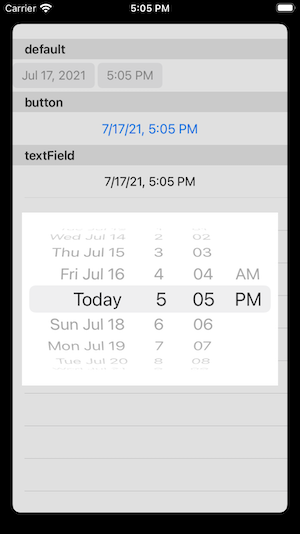 Carrier 5:05 PM
default
Jul 17, 2021 5:05 PM
button
7/17/21, 5:05 PM
textField
7/17/21, 5:05 PM
Wed Jul 14 2 02
Thu Jul 15 3 03
Fri Jul 16 4 04 AM
Today 5 05 PM
Sun Jul 18 6 06
Mon Jul 19 7 07
Tue Jul 20 8 08